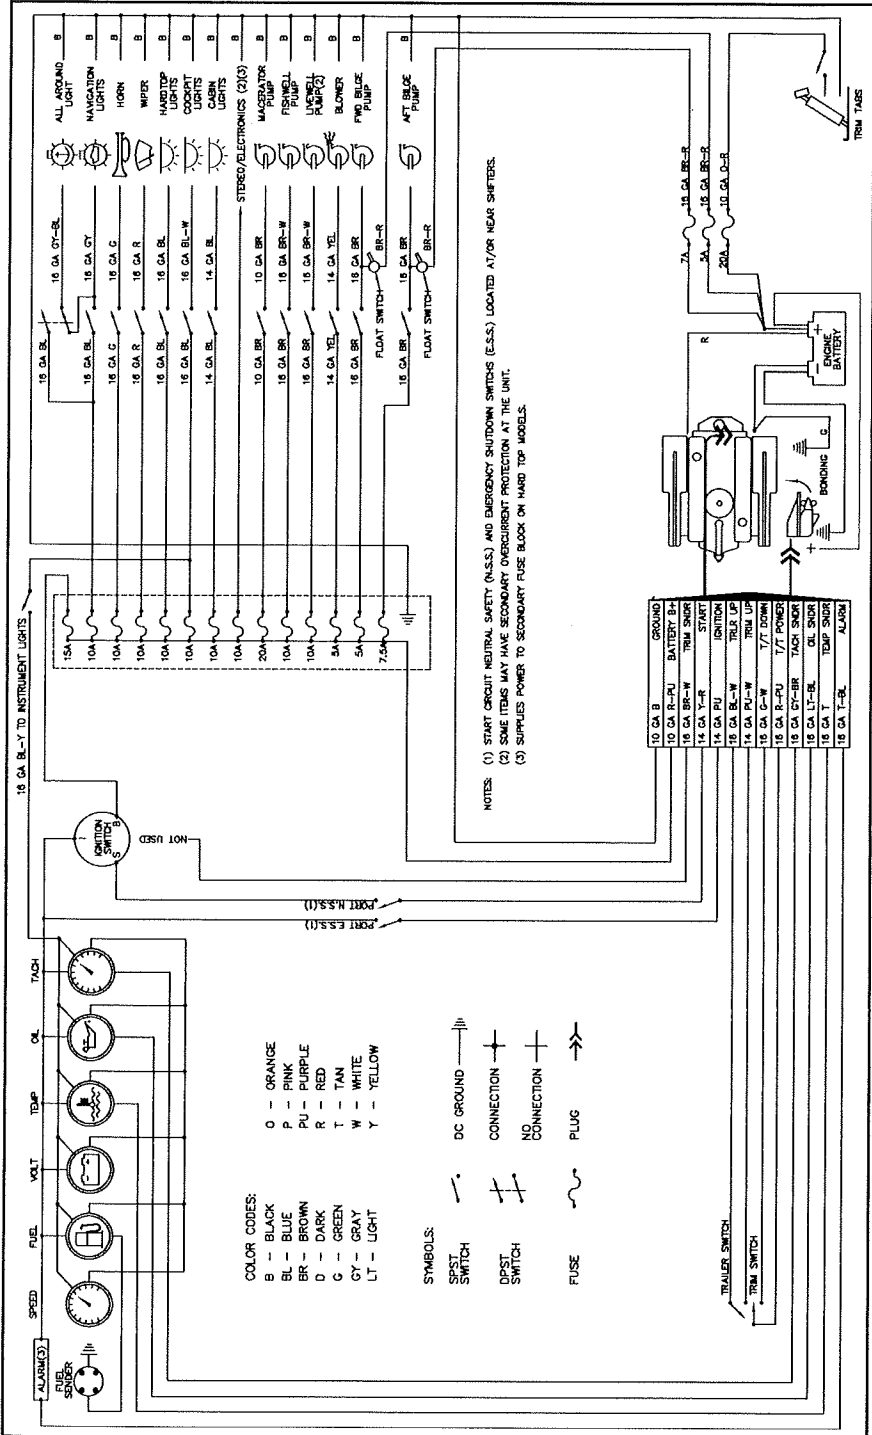 ALL AROUND
LIGHT
NAVIGATION
LIGHTS
HORN
WIPER
HARDTOP
LIGHTS
COCKPIT
LIGHTS
CABIN
LIGHTS
STEREO/ELECTRONICS (2)(3)
MACERATOR
PUMP
FISHWELL
PUMP
LIVEWELL
PUMP(2)
BLOWER
FWD BILGE
PUMP
AFT BILGE
PUMP
B
B
B
B
B
B
B
B
B
B
B
B
B
B
16 GA GY-BL
16 GA GY
16 GA G
16 GA R
16 GA BL
16 GA BL-W
14 GA BL
10 GA BR
16 GA BR-W
16 GA BR-W
14 GA YEL
16 GA BR
16 GA BR
BR-R
BR-R
FLOAT SWITCH
FLOAT SWITCH
16 GA BL
16 GA BL
16 GA G
16 GA R
16 GA BL
16 GA BL-W
14 GA BL
10 GA BR
16 GA BR-W
16 GA BR-W
14 GA YEL
16 GA BR
16 GA BR
15A
10A
10A
10A
10A
10A
10A
10A
20A
10A
10A
5A
5A
7.5A
16 GA BL-Y TO INSTRUMENT LIGHTS
IGNITION
SWITCH
S
B
I
NOT USED
PORT N.S.S.(1)
PORT E.S.S.(1)
NOTES: (1) START CIRCUIT NEUTRAL SAFETY (N.S.S.) AND EMERGENCY SHUTDOWN SWITCHS (E.S.S.) LOCATED AT/OR NEAR SHIFTERS.
(2) SOME ITEMS MAY HAVE SECONDARY OVERCURRENT PROTECTION AT THE UNIT.
(3) SUPPLIES POWER TO SECONDARY FUSE BLOCK ON HARD TOP MODELS.
7A 16 GA BR-R
5A 16 GA BR-R
20A 10 GA O-R
TRIM TABS
R
+
-
ENGINE
BATTERY
G
BONDING
+
10 GA B GROUND
10 GA R-PU BATTERY B+
16 GA BR-W TRIM SNDR
14 GA Y-R START
14 GA PU IGNITION
16 GA BL-W TRLR UP
14 GA PU-W TRIM UP
16 GA G-W T/T DOWN
16 GA R-PU T/T POWER
16 GA GY-BR TACH SNDR
16 GA LT-BL OIL SNDR
16 GA T TEMP SNDR
16 GA T-BL ALARM
TACH
OIL
TEMP
VOLT
FUEL
SPEED
ALARM(3)
FUEL
SENDER
COLOR CODES:
B - BLACK
BL - BLUE
BR - BROWN
D - DARK
G - GREEN
GY - GRAY
LT - LIGHT
O - ORANGE
P - PINK
PU - PURPLE
R - RED
T - TAN
W - WHITE
Y - YELLOW
SYMBOLS:
SPST
SWITCH
DPST
SWITCH
FUSE
DC GROUND
CONNECTION
NO
CONNECTION
PLUG
TRAILER SWITCH
TRIM SWITCH